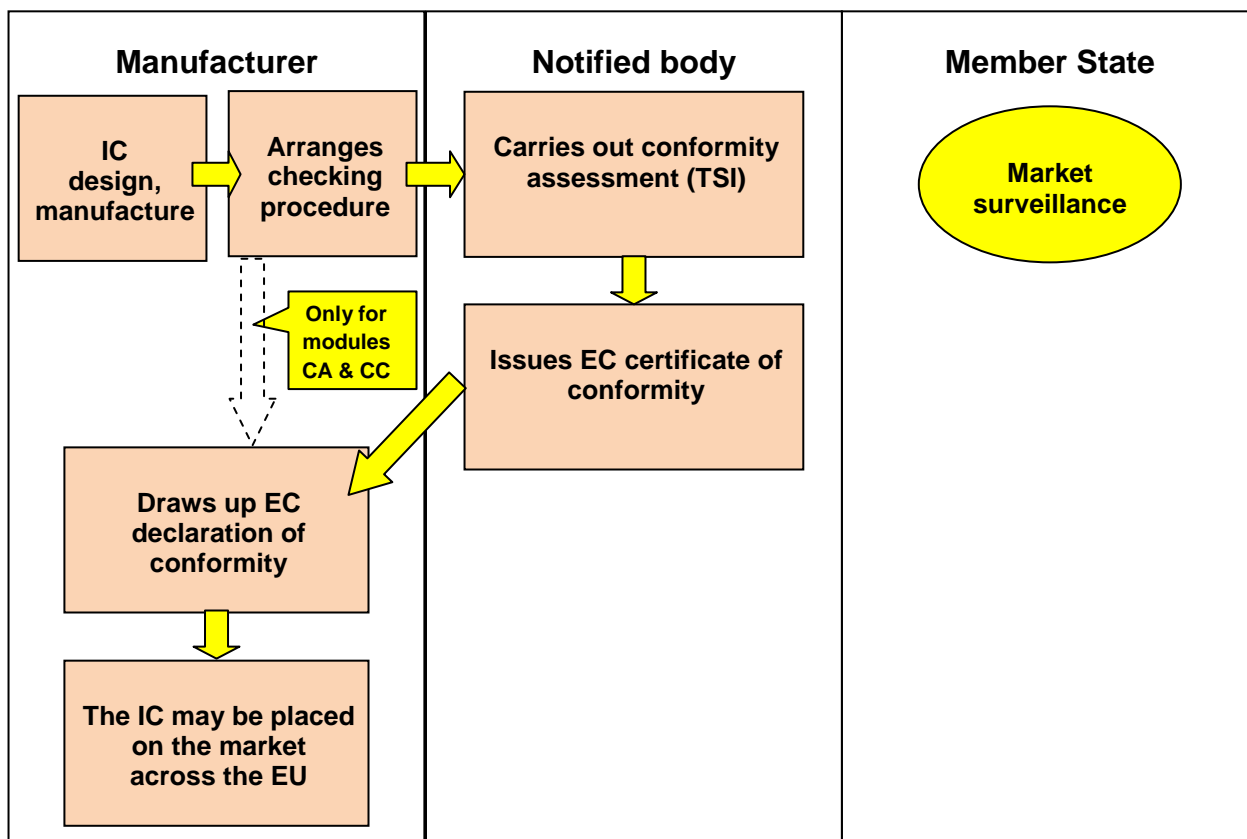 Manufacturer
IC
design,
manufacture
Arranges
checking
procedure
Only for
modules
CA & CC
Draws up EC
declaration of
conformity
The IC may be placed
on the market
across the EU
Notified body
Carries out conformity
assessment (TSI)
Issues EC certificate of
conformity
Member State
Market
surveillance